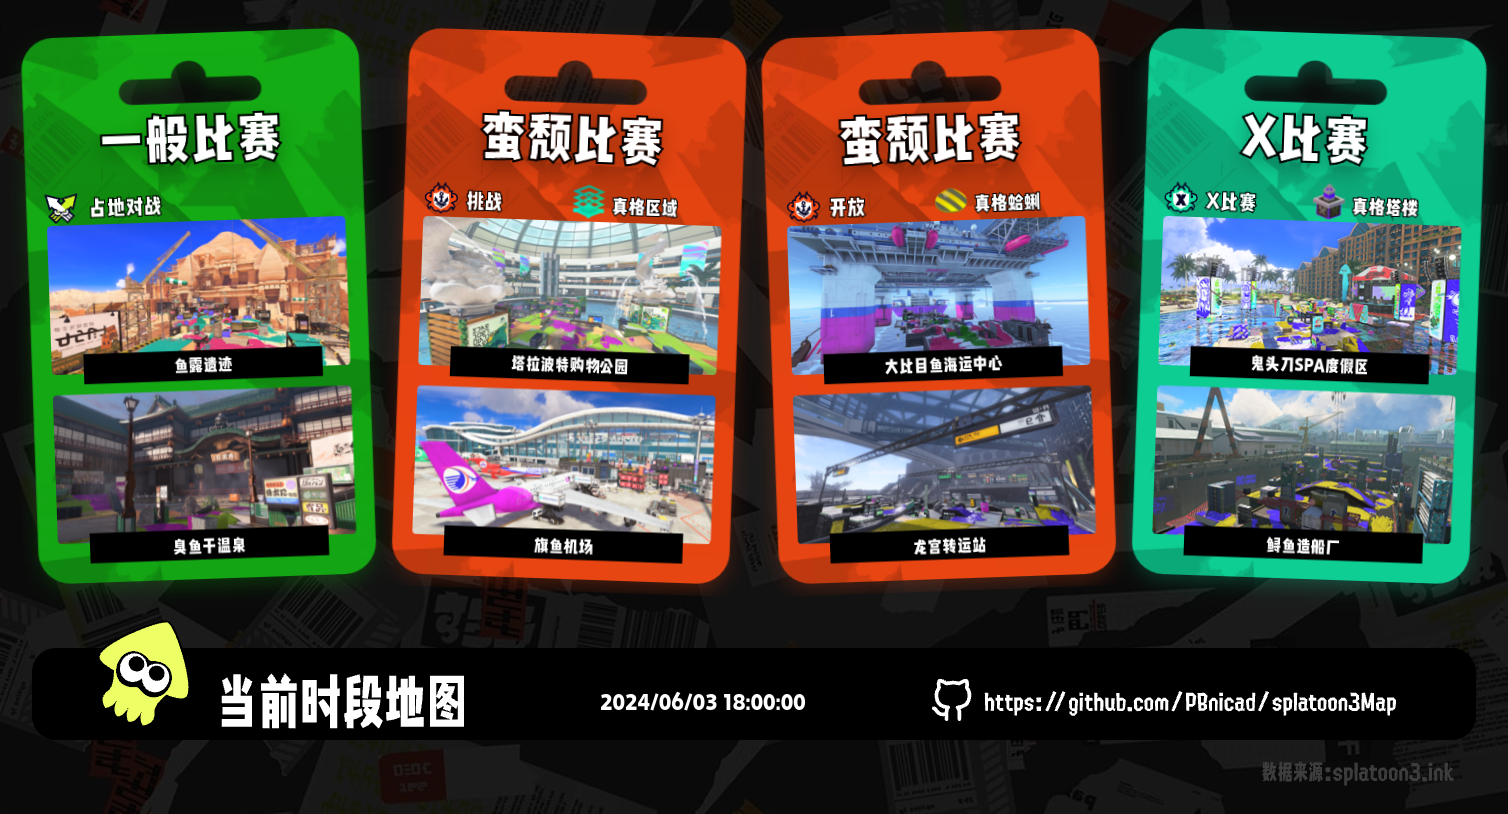 一般比赛
占地对战
鱼露遗迹
臭鱼干温泉
蛮颓比赛
挑战
真格区域
塔拉波特购物公园
旗鱼机场
蛮颓比赛
开放
真格蛤蜊
大比目鱼海运中心
龙宫转运站
X比赛
X比赛
真格塔楼
鬼头刀SPA度假区
鲟鱼造船厂
当前时段地图
2024/06/03 18:00:00
https://github.com/PBnicad/splatoon3Map
数据来源:splatoon3.ink